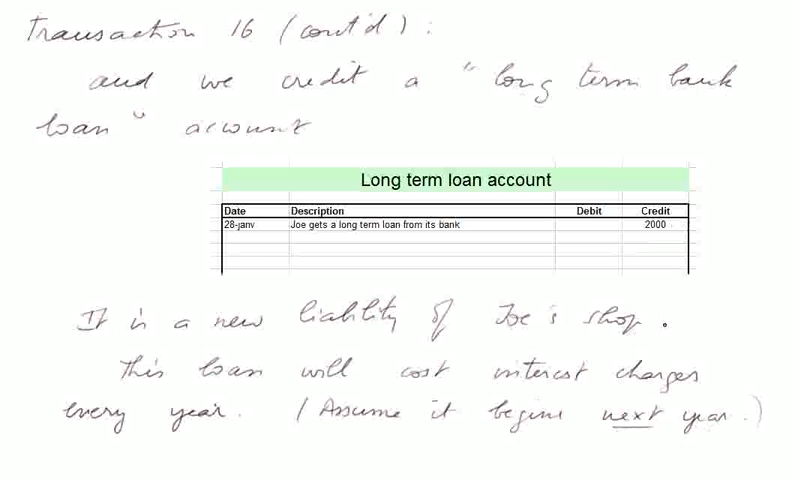 Transaction 16 (cont'd) :
and we credit a "long term bank
loan" account
Long term loan account
Date Description Debit Credit
28-janv Joe gets a long term loan from its bank 2000
It is a new liability of Joe's shop.
This loan will cost interest charges
every year. (Assume it begins next year.)